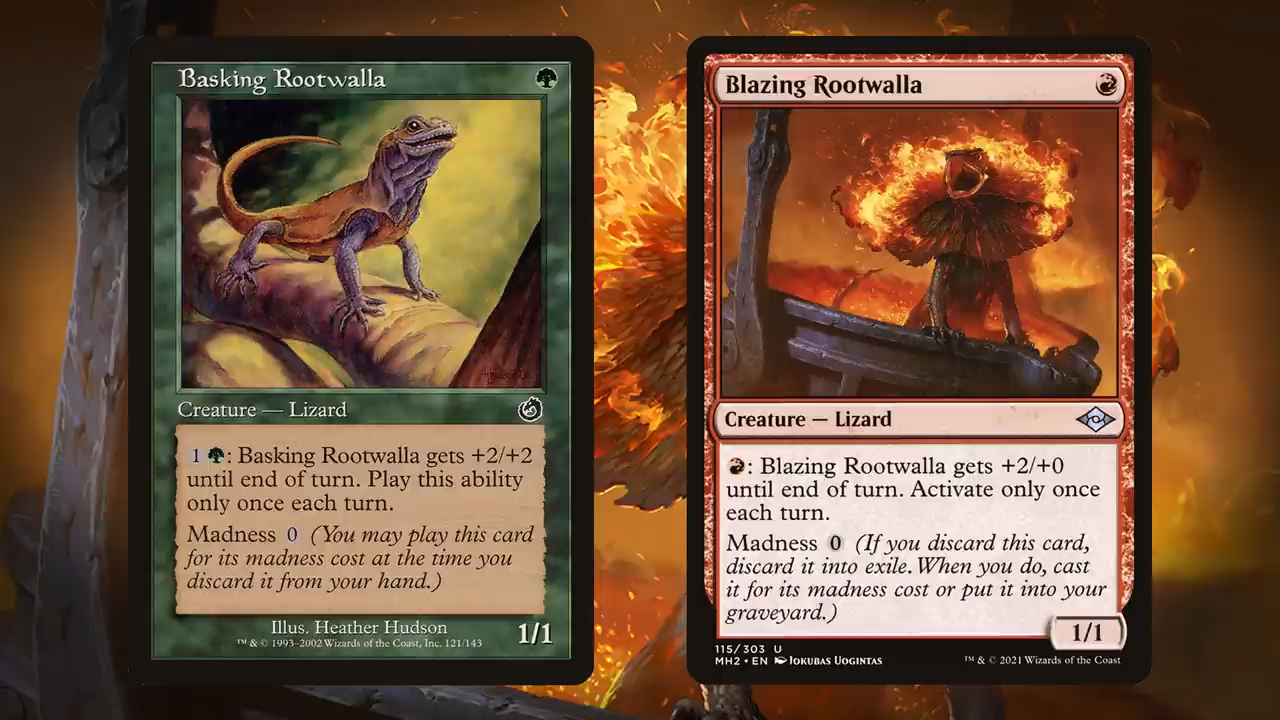 Basking Rootwalla
Creature — Lizard
1 : Basking Rootwalla gets +2/+2
until end of turn. Play this ability
only once each turn.
Madness 0 (You may play this card
for its madness cost at the time you
discard it from your hand.)
Illus. Heather Hudson
™ & © 1993–2002 Wizards of the Coast, Inc. 121/143
1/1
Blazing Rootwalla
Creature — Lizard
: Blazing Rootwalla gets +2/+0
until end of turn. Activate only once
each turn.
Madness 0 (If you discard this card,
discard it into exile. When you do, cast
it for its madness cost or put it into your
graveyard.)
1/1
115/303 U
MH2 • EN Jokubas Uogintas
™ & © 2021 Wizards of the Coast